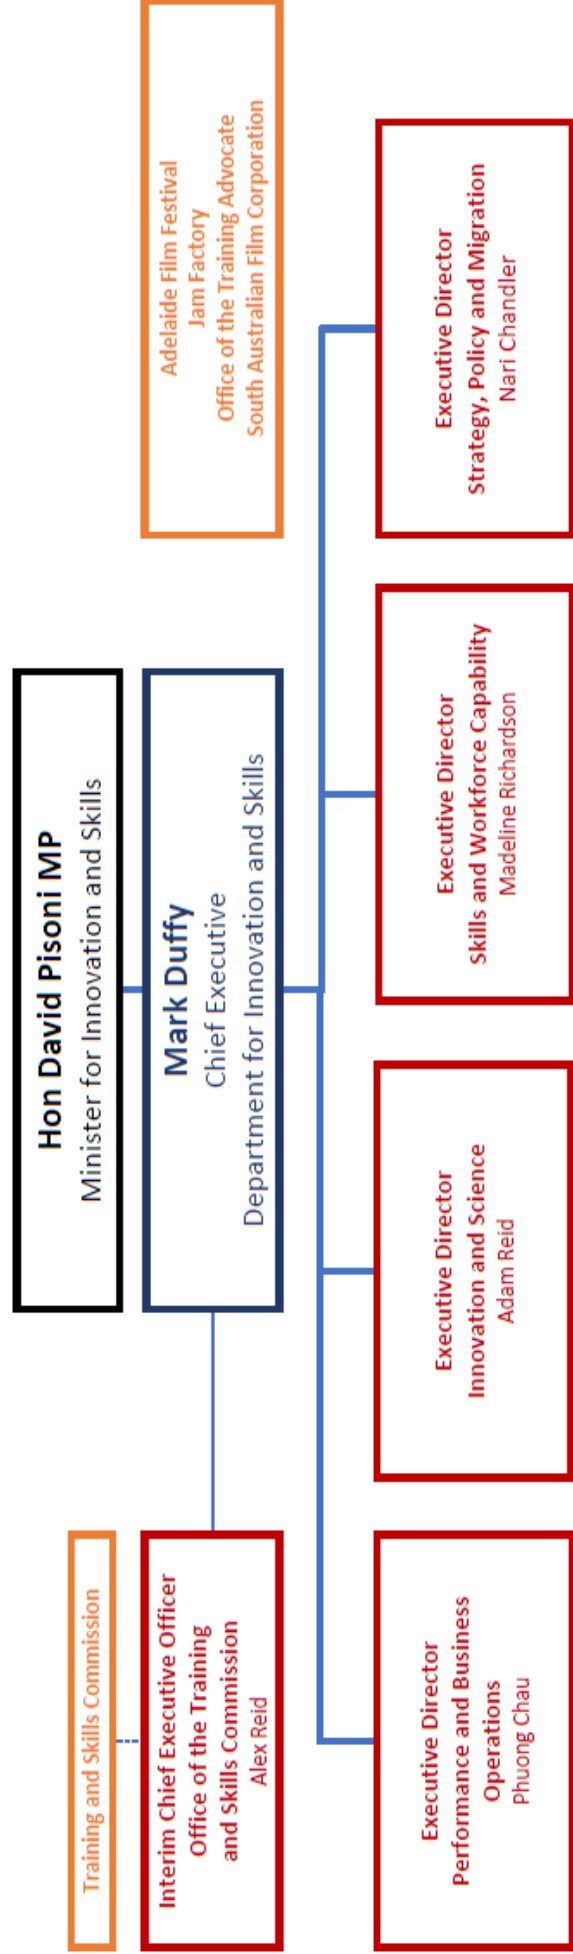 Hon David Pisoni MP
Minister for Innovation and Skills
Training and Skills Commission
Interim Chief Executive Officer
Office of the Training
and Skills Commission
Alex Reid
Mark Duffy
Chief Executive
Department for Innovation and Skills
Adelaide Film Festival
Jam Factory
Office of the Training Advocate
South Australian Film Corporation
Executive Director
Performance and Business
Operations
Phuong Chau
Executive Director
Innovation and Science
Adam Reid
Executive Director
Skills and Workforce Capability
Madeline Richardson
Executive Director
Strategy, Policy and Migration
Nari Chandler